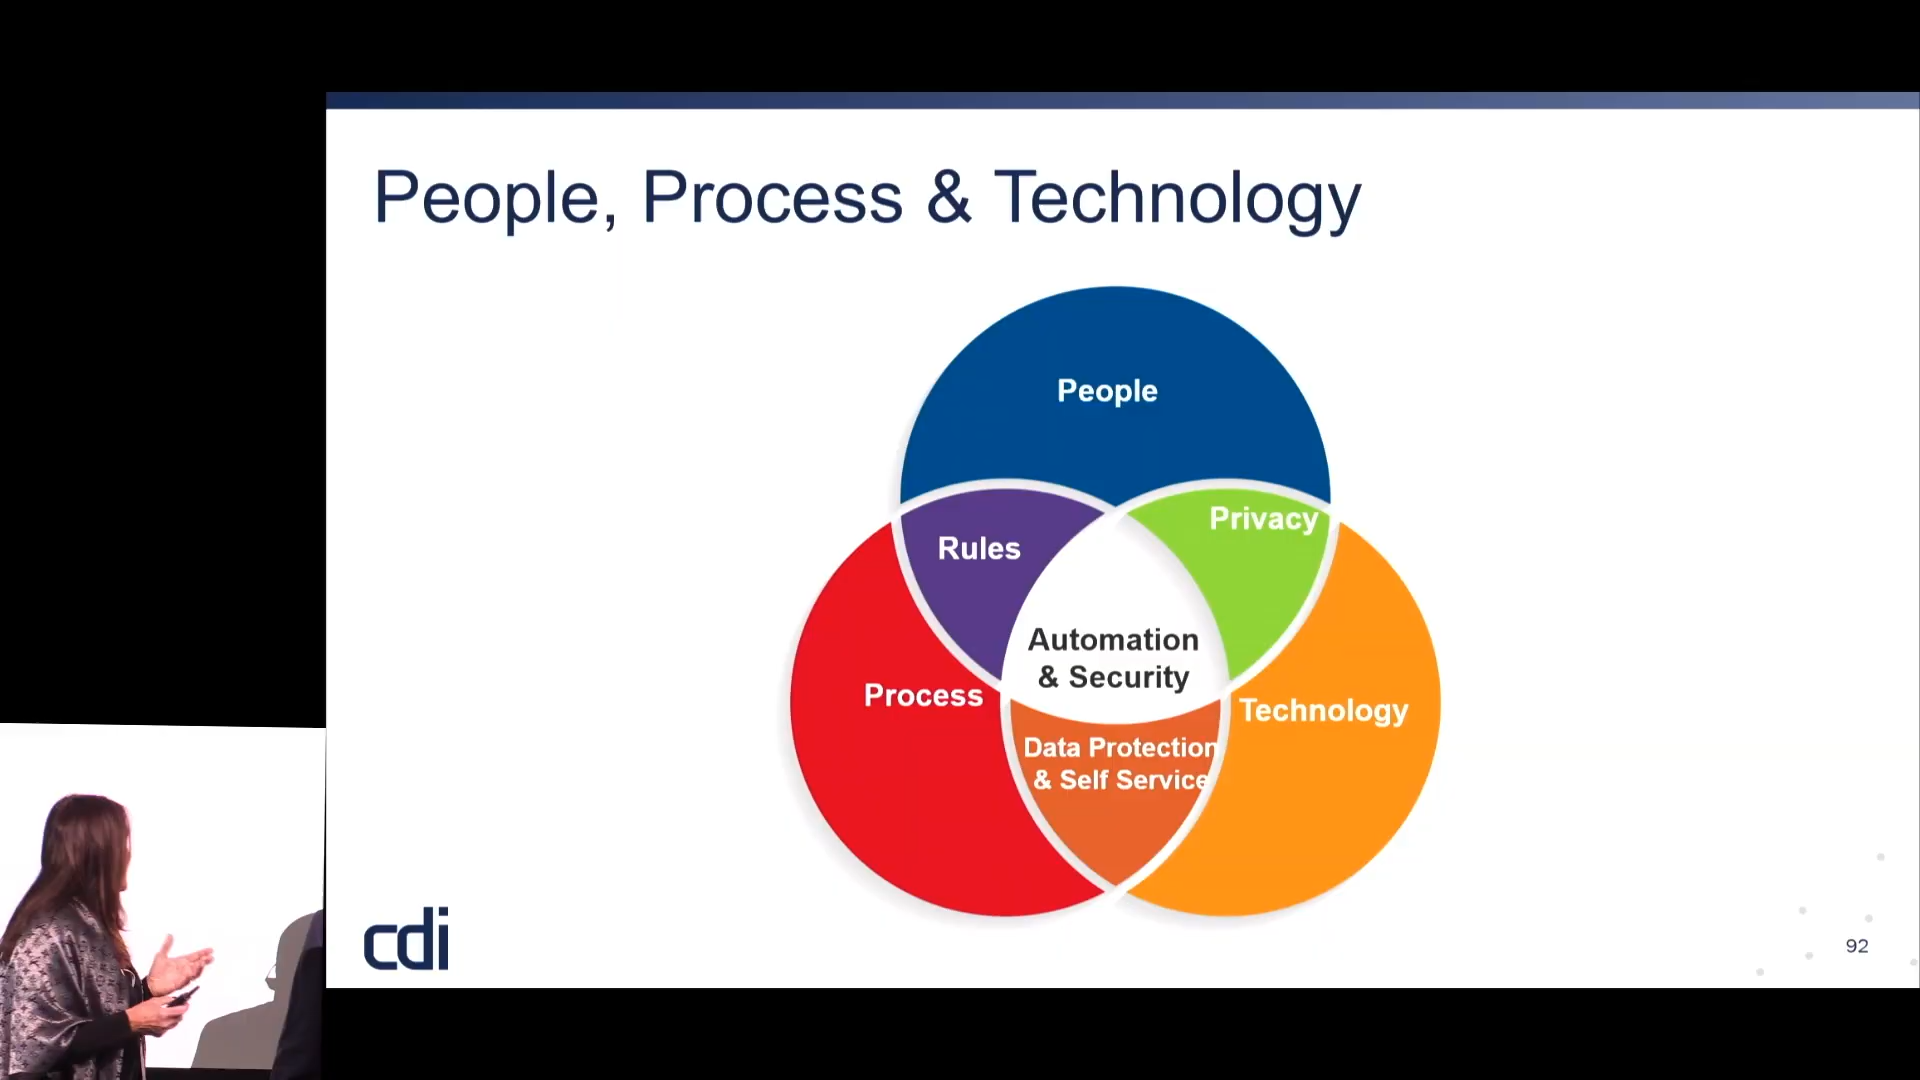 People, Process & Technology
People
Privacy
Rules
Automation
& Security
Process
Technology
Data Protection
& Self Service
cdi
92